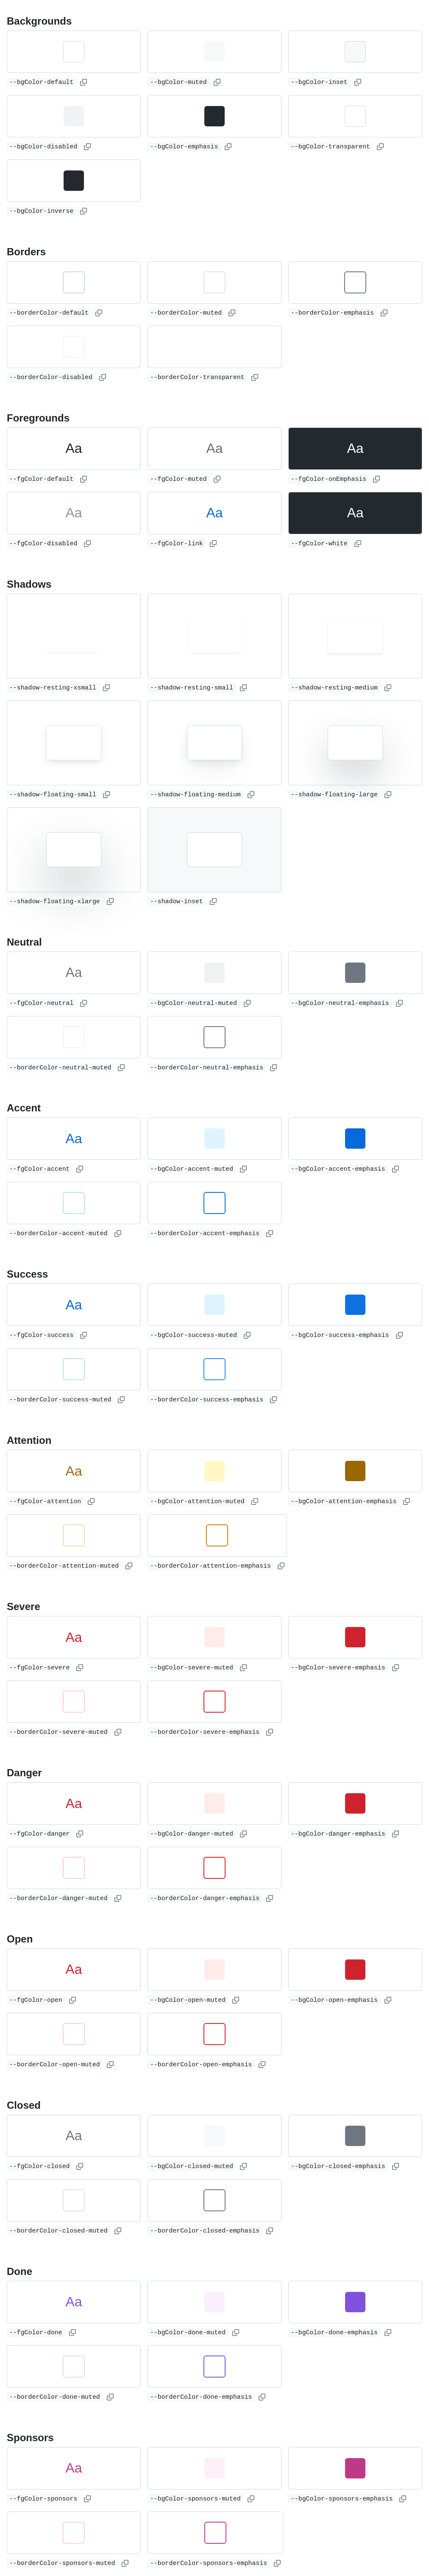 Backgrounds
--bgColor-default --bgColor-muted --bgColor-inset
--bgColor-disabled --bgColor-emphasis --bgColor-transparent
--bgColor-inverse
Borders
--borderColor-default --borderColor-muted --borderColor-emphasis
--borderColor-disabled --borderColor-transparent
Foregrounds
Aa Aa Aa
--fgColor-default --fgColor-muted --fgColor-onEmphasis
Aa Aa Aa
--fgColor-disabled --fgColor-link --fgColor-white
Shadows
--shadow-resting-xsmall --shadow-resting-small --shadow-resting-medium
--shadow-floating-small --shadow-floating-medium --shadow-floating-large
--shadow-floating-xlarge --shadow-inset
Neutral
Aa
--fgColor-neutral --bgColor-neutral-muted --bgColor-neutral-emphasis
--borderColor-neutral-muted --borderColor-neutral-emphasis
Accent
Aa
--fgColor-accent --bgColor-accent-muted --bgColor-accent-emphasis
--borderColor-accent-muted --borderColor-accent-emphasis
Success
Aa
--fgColor-success --bgColor-success-muted --bgColor-success-emphasis
--borderColor-success-muted --borderColor-success-emphasis
Attention
Aa
--fgColor-attention --bgColor-attention-muted --bgColor-attention-emphasis
--borderColor-attention-muted --borderColor-attention-emphasis
Severe
Aa
--fgColor-severe --bgColor-severe-muted --bgColor-severe-emphasis
--borderColor-severe-muted --borderColor-severe-emphasis
Danger
Aa
--fgColor-danger --bgColor-danger-muted --bgColor-danger-emphasis
--borderColor-danger-muted --borderColor-danger-emphasis
Open
Aa
--fgColor-open --bgColor-open-muted --bgColor-open-emphasis
--borderColor-open-muted --borderColor-open-emphasis
Closed
Aa
--fgColor-closed --bgColor-closed-muted --bgColor-closed-emphasis
--borderColor-closed-muted --borderColor-closed-emphasis
Done
Aa
--fgColor-done --bgColor-done-muted --bgColor-done-emphasis
--borderColor-done-muted --borderColor-done-emphasis
Sponsors
Aa
--fgColor-sponsors --bgColor-sponsors-muted --bgColor-sponsors-emphasis
--borderColor-sponsors-muted --borderColor-sponsors-emphasis